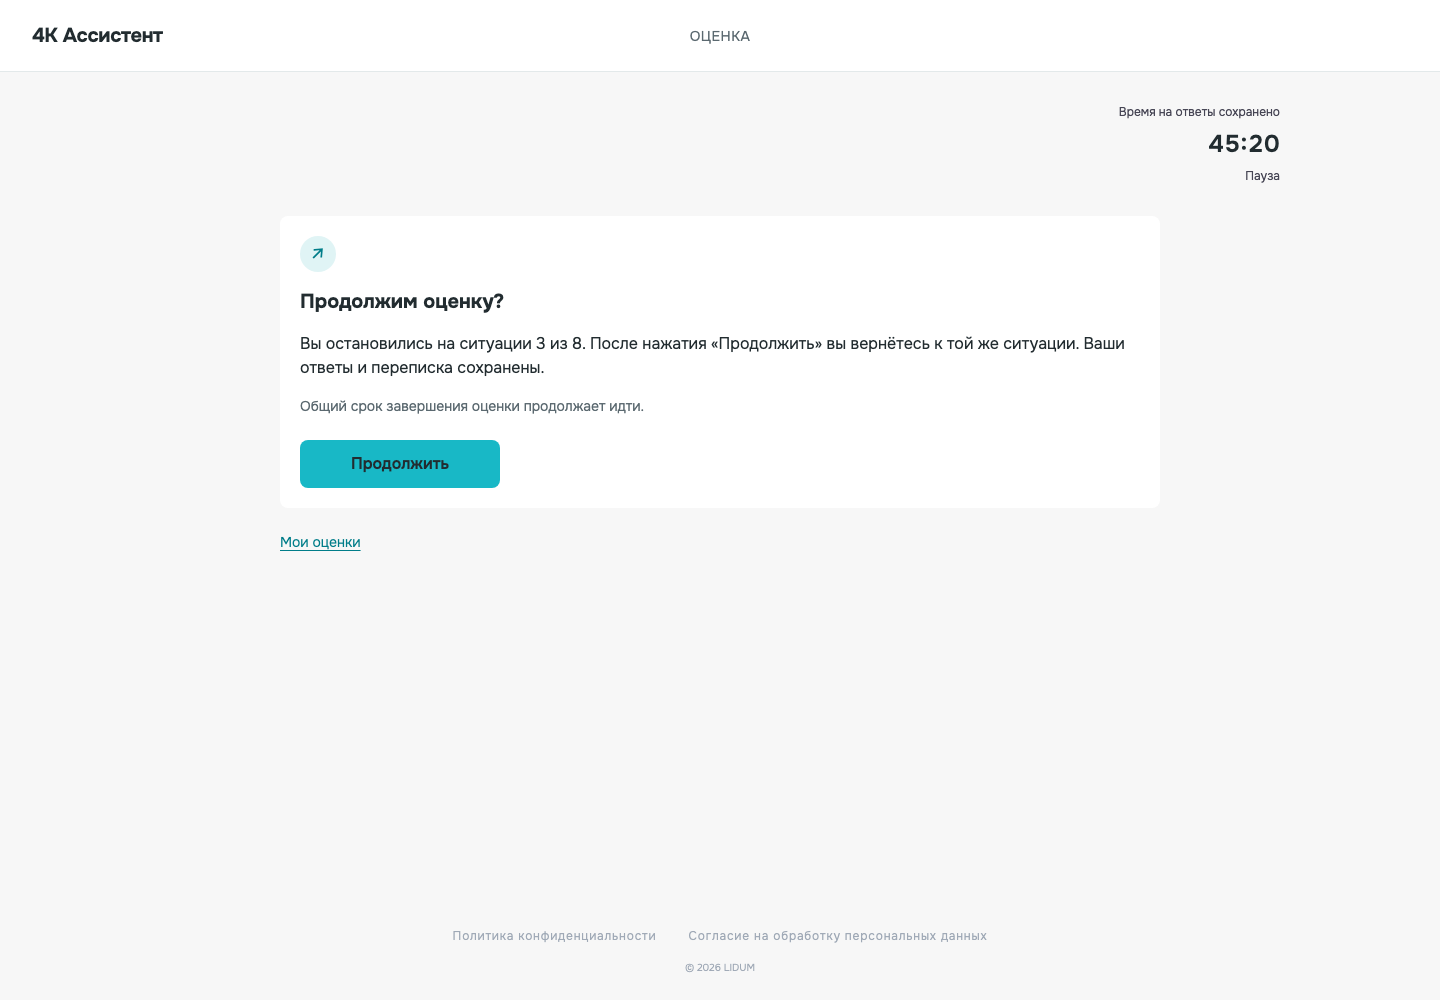 4К Ассистент
ОЦЕНКА
Время на ответы сохранено
45:20
Пауза
Продолжим оценку?
Вы остановились на ситуации 3 из 8. После нажатия «Продолжить» вы вернётесь к той же ситуации. Ваши
ответы и переписка сохранены.
Общий срок завершения оценки продолжает идти.
Продолжить
Мои оценки
Политика конфиденциальности
Согласие на обработку персональных данных
© 2026 LIDUM